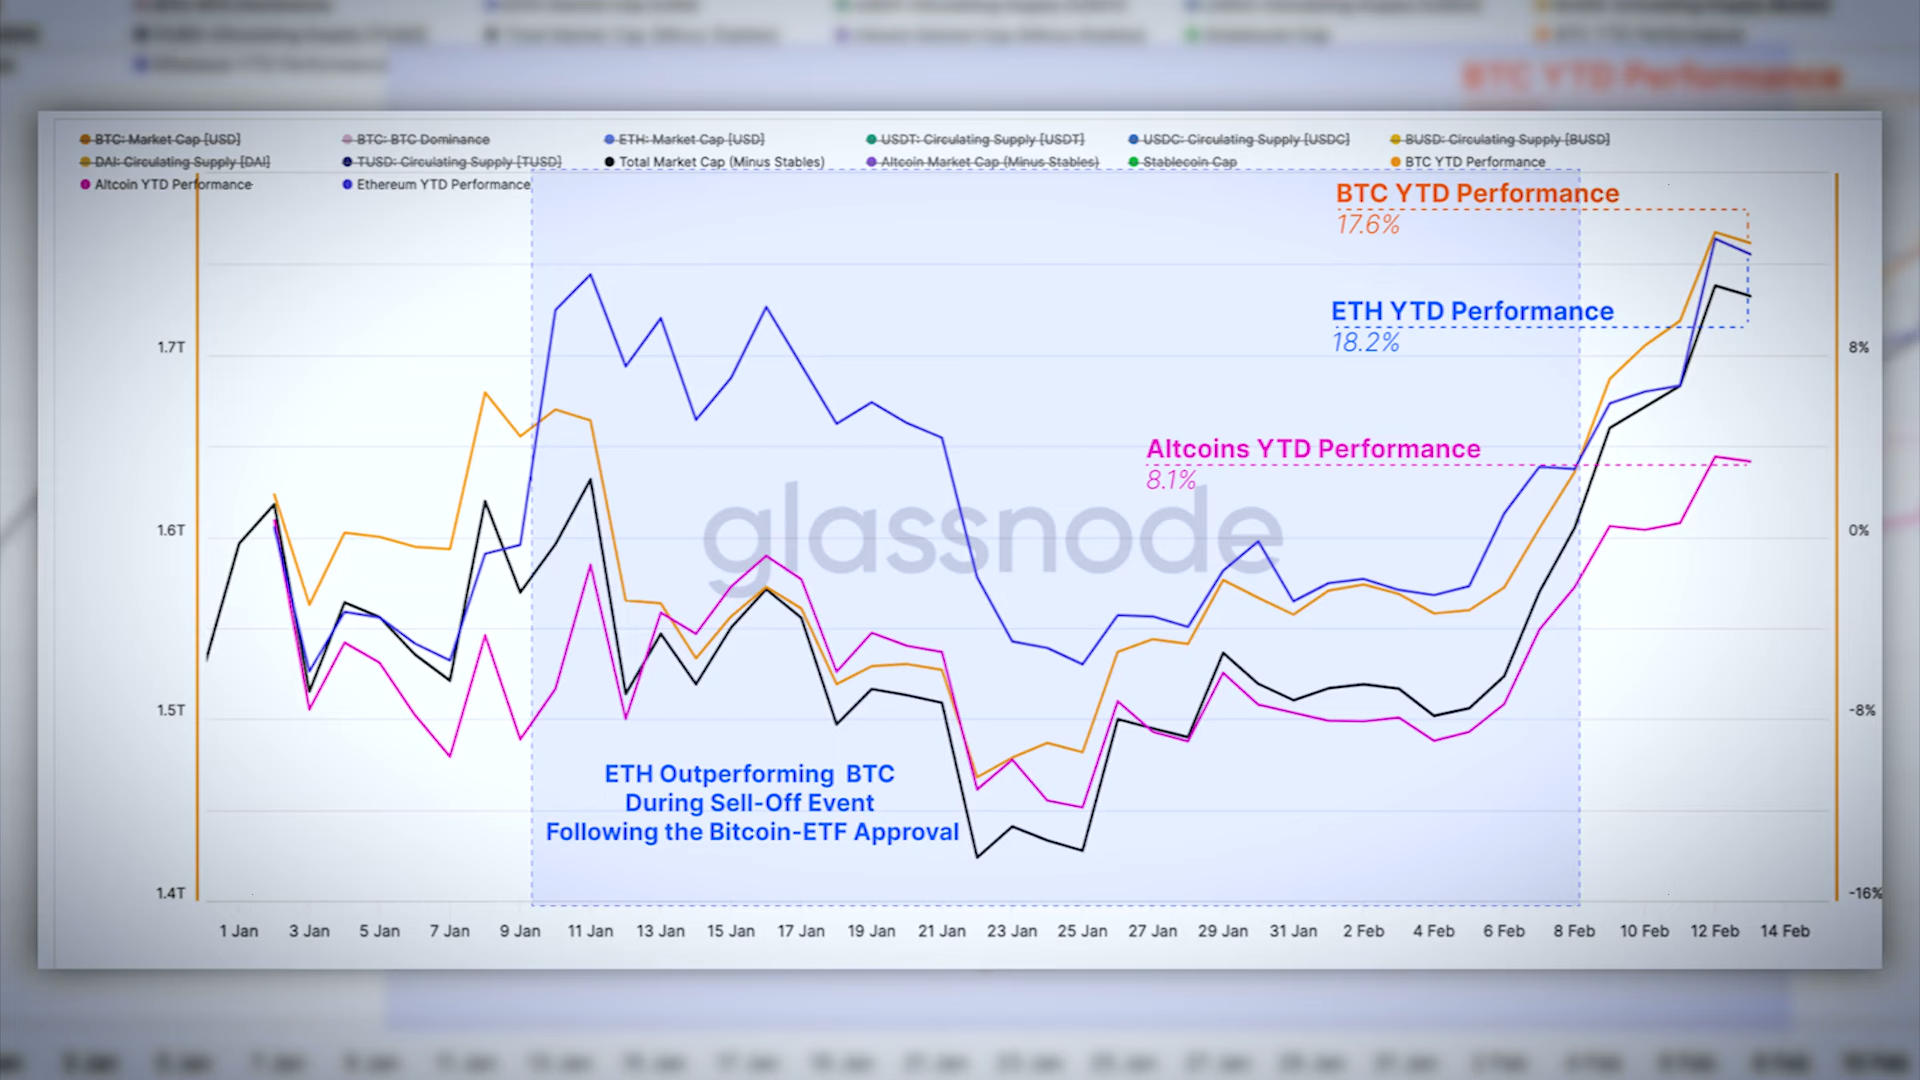 BTC YTD Performance
BTC: Market Cap [USD]
BTC: BTC Dominance
ETH: Market Cap [USD]
USDT: Circulating Supply [USDT]
USDC: Circulating Supply [USDC]
BUSD: Circulating Supply [BUSD]
DAI: Circulating Supply [DAI]
TUSD: Circulating Supply [TUSD]
Total Market Cap (Minus Stables)
Altcoin Market Cap (Minus Stables)
Stablecoin Cap
BTC YTD Performance
Altcoin YTD Performance
Ethereum YTD Performance
BTC YTD Performance
17.6%
ETH YTD Performance
18.2%
Altcoins YTD Performance
8.1%
glassnode
ETH Outperforming BTC
During Sell-Off Event
Following the Bitcoin-ETF Approval
1.7T
1.6T
1.5T
1.4T
8%
0%
-8%
-16%
1 Jan 3 Jan 5 Jan 7 Jan 9 Jan 11 Jan 13 Jan 15 Jan 17 Jan 19 Jan 21 Jan 23 Jan 25 Jan 27 Jan 29 Jan 31 Jan 2 Feb 4 Feb 6 Feb 8 Feb 10 Feb 12 Feb 14 Feb